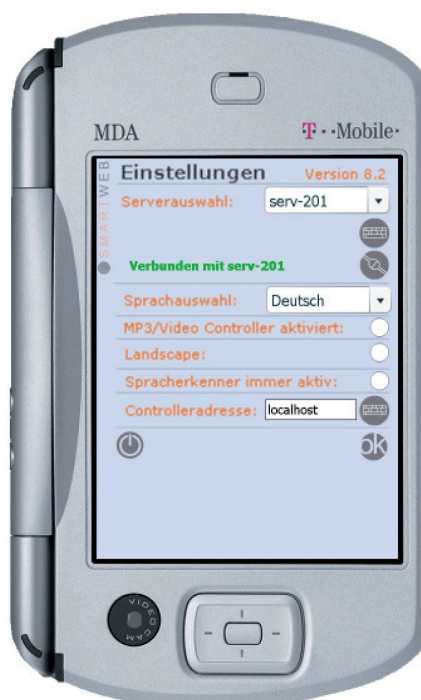 MDA
T··Mobile·
SMARTWEB
Einstellungen Version 8.2
Serverauswahl: serv-201
Verbunden mit serv-201
Sprachauswahl: Deutsch
MP3/Video Controller aktiviert:
Landscape:
Spracherkenner immer aktiv:
Controlleradresse: localhost
ok
VIDEO CAM